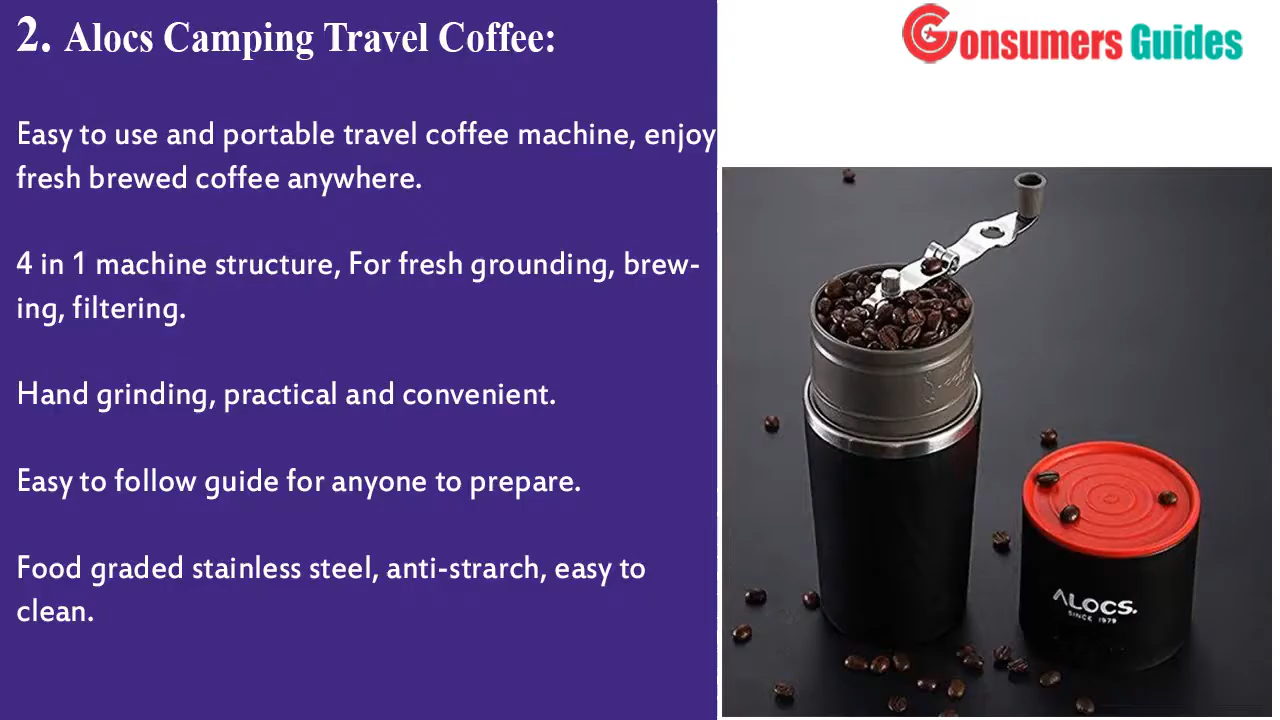 2. Alocs Camping Travel Coffee:
Consumers Guides
Easy to use and portable travel coffee machine, enjoy
fresh brewed coffee anywhere.
4 in 1 machine structure, For fresh grounding, brew-
ing, filtering.
Hand grinding, practical and convenient.
Easy to follow guide for anyone to prepare.
Food graded stainless steel, anti-strarch, easy to
clean.
ALOCS.
SINCE 1979